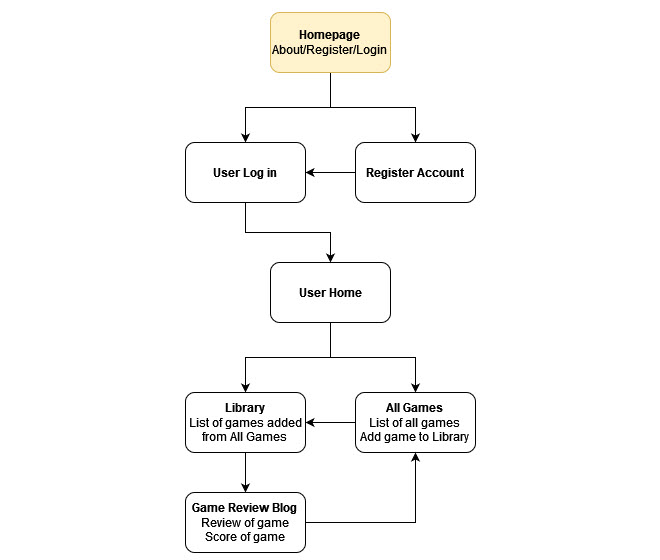 Homepage
About/Register/Login
User Log in
Register Account
User Home
Library
List of games added
from All Games
All Games
List of all games
Add game to Library
Game Review Blog
Review of game
Score of game